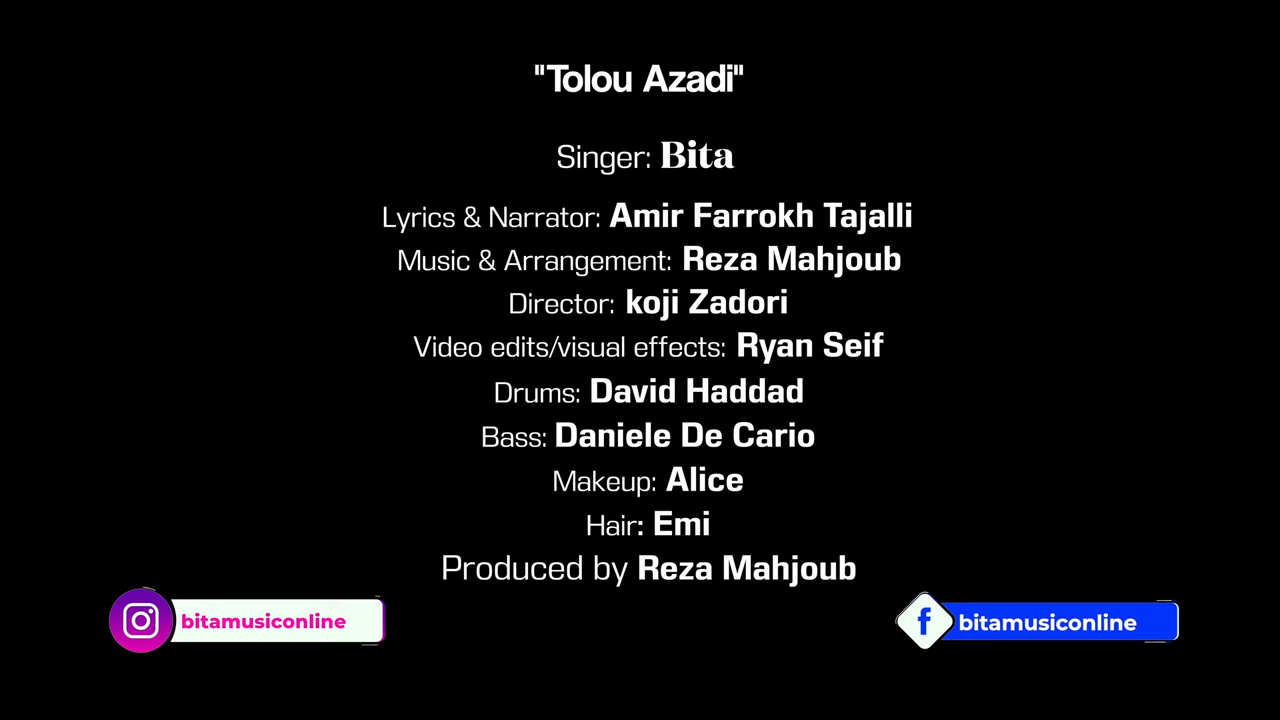 "Tolou Azadi"
Singer: Bita
Lyrics & Narrator: Amir Farrokh Tajalli
Music & Arrangement: Reza Mahjoub
Director: koji Zadori
Video edits/visual effects: Ryan Seif
Drums: David Haddad
Bass: Daniele De Cario
Makeup: Alice
Hair: Emi
Produced by Reza Mahjoub
bitamusiconline
bitamusiconline